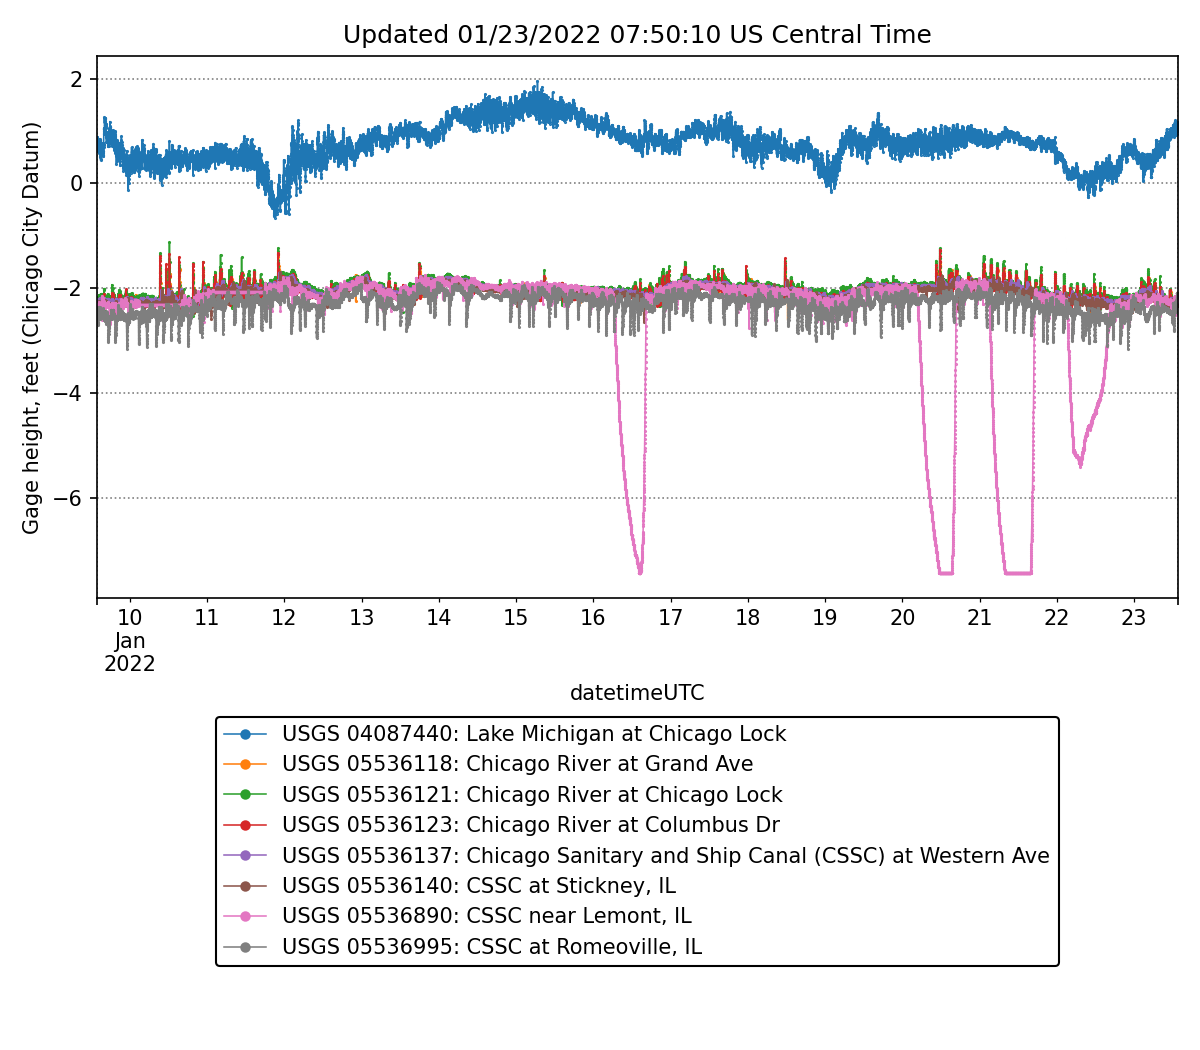 Updated 01/23/2022 07:50:10 US Central Time
Gage height, feet (Chicago City Datum)
2
0
−2
−4
−6
10 11 12 13 14 15 16 17 18 19 20 21 22 23
Jan
2022
datetimeUTC
USGS 04087440: Lake Michigan at Chicago Lock
USGS 05536118: Chicago River at Grand Ave
USGS 05536121: Chicago River at Chicago Lock
USGS 05536123: Chicago River at Columbus Dr
USGS 05536137: Chicago Sanitary and Ship Canal (CSSC) at Western Ave
USGS 05536140: CSSC at Stickney, IL
USGS 05536890: CSSC near Lemont, IL
USGS 05536995: CSSC at Romeoville, IL